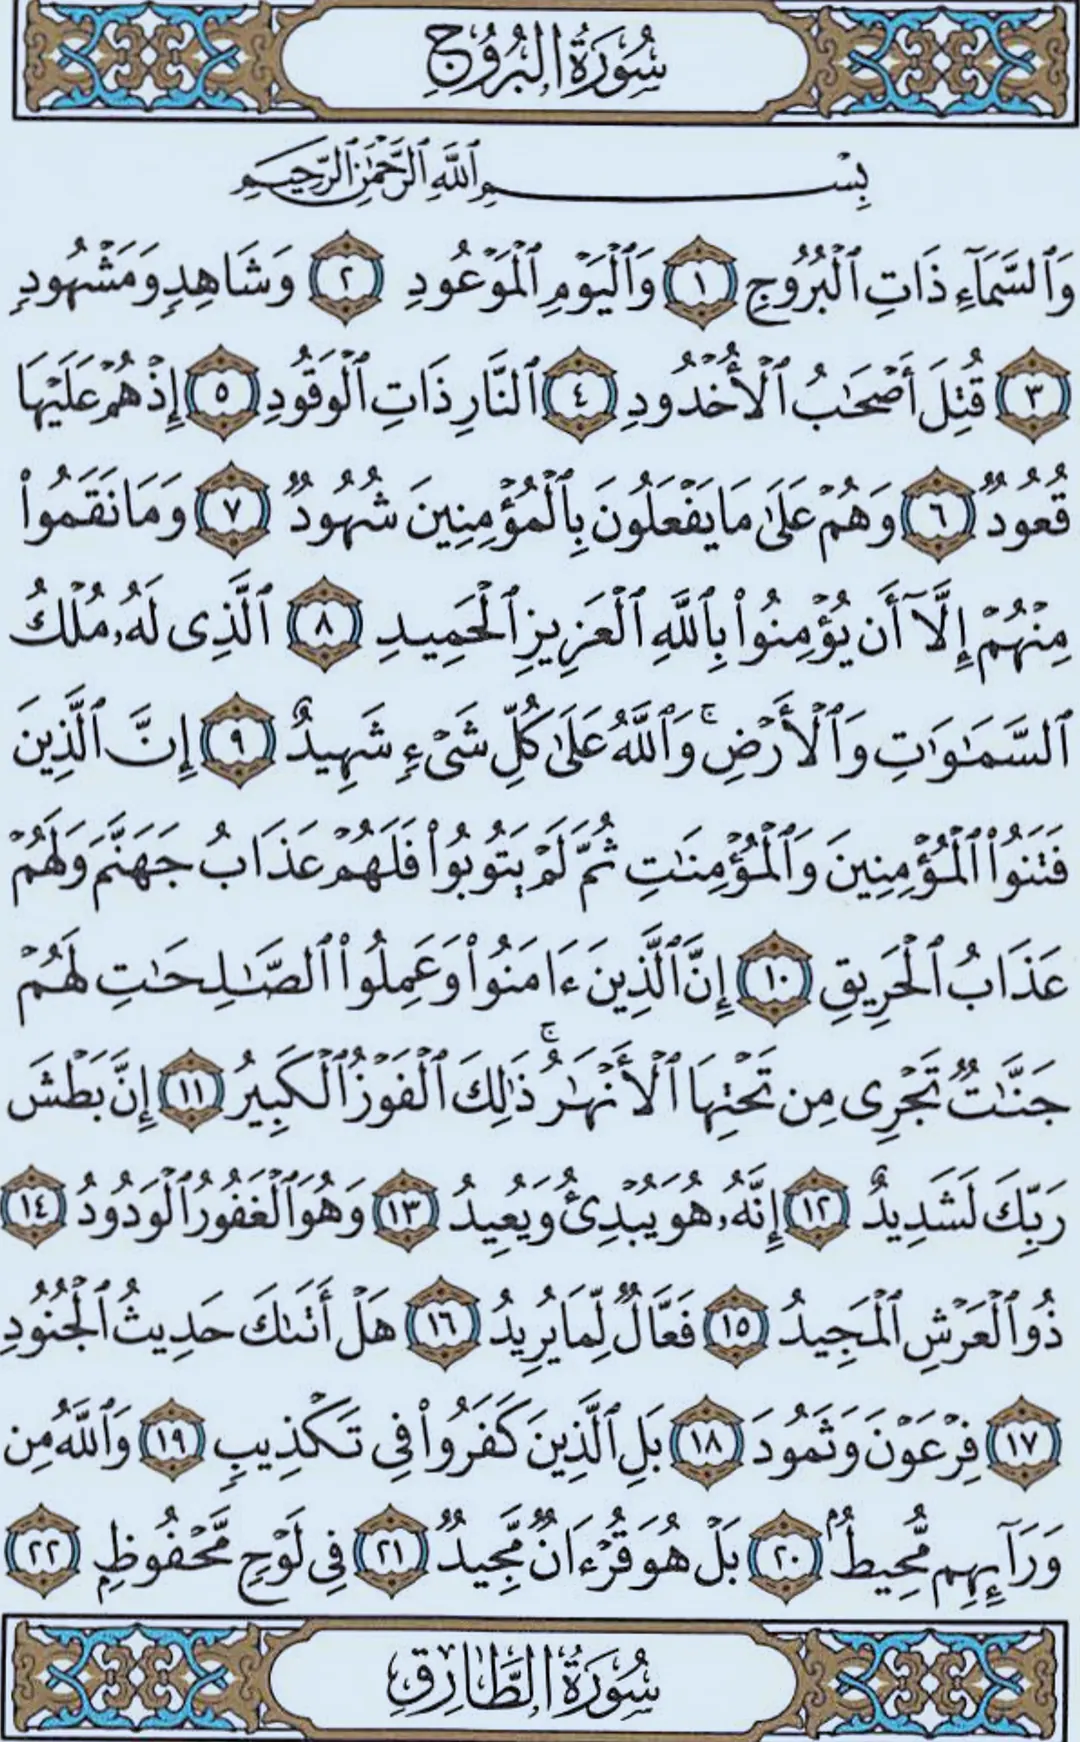 سُورَةُ البُرُوجِ
بِسْمِ ٱللَّهِ ٱلرَّحْمَٰنِ ٱلرَّحِيمِ
وَٱلسَّمَآءِ ذَاتِ ٱلْبُرُوجِ ١ وَٱلْيَوْمِ ٱلْمَوْعُودِ ٢ وَشَاهِدٍ وَمَشْهُودٍ
٣ قُتِلَ أَصْحَٰبُ ٱلْأُخْدُودِ ٤ ٱلنَّارِ ذَاتِ ٱلْوَقُودِ ٥ إِذْ هُمْ عَلَيْهَا
قُعُودٌ ٦ وَهُمْ عَلَىٰ مَا يَفْعَلُونَ بِٱلْمُؤْمِنِينَ شُهُودٌ ٧ وَمَا نَقَمُوا۟
مِنْهُمْ إِلَّآ أَن يُؤْمِنُوا۟ بِٱللَّهِ ٱلْعَزِيزِ ٱلْحَمِيدِ ٨ ٱلَّذِى لَهُۥ مُلْكُ
ٱلسَّمَٰوَٰتِ وَٱلْأَرْضِ ۚ وَٱللَّهُ عَلَىٰ كُلِّ شَىْءٍ شَهِيدٌ ٩ إِنَّ ٱلَّذِينَ
فَتَنُوا۟ ٱلْمُؤْمِنِينَ وَٱلْمُؤْمِنَٰتِ ثُمَّ لَمْ يَتُوبُوا۟ فَلَهُمْ عَذَابُ جَهَنَّمَ وَلَهُمْ
عَذَابُ ٱلْحَرِيقِ ١٠ إِنَّ ٱلَّذِينَ ءَامَنُوا۟ وَعَمِلُوا۟ ٱلصَّٰلِحَٰتِ لَهُمْ
جَنَّٰتٌ تَجْرِى مِن تَحْتِهَا ٱلْأَنْهَٰرُ ۚ ذَٰلِكَ ٱلْفَوْزُ ٱلْكَبِيرُ ١١ إِنَّ بَطْشَ
رَبِّكَ لَشَدِيدٌ ١٢ إِنَّهُۥ هُوَ يُبْدِئُ وَيُعِيدُ ١٣ وَهُوَ ٱلْغَفُورُ ٱلْوَدُودُ ١٤
ذُو ٱلْعَرْشِ ٱلْمَجِيدُ ١٥ فَعَّالٌ لِّمَا يُرِيدُ ١٦ هَلْ أَتَىٰكَ حَدِيثُ ٱلْجُنُودِ
١٧ فِرْعَوْنَ وَثَمُودَ ١٨ بَلِ ٱلَّذِينَ كَفَرُوا۟ فِى تَكْذِيبٍ ١٩ وَٱللَّهُ مِن
وَرَآئِهِم مُّحِيطٌۢ ٢٠ بَلْ هُوَ قُرْءَانٌ مَّجِيدٌ ٢١ فِى لَوْحٍ مَّحْفُوظٍۭ ٢٢
سُورَةُ الطَّارِقِ